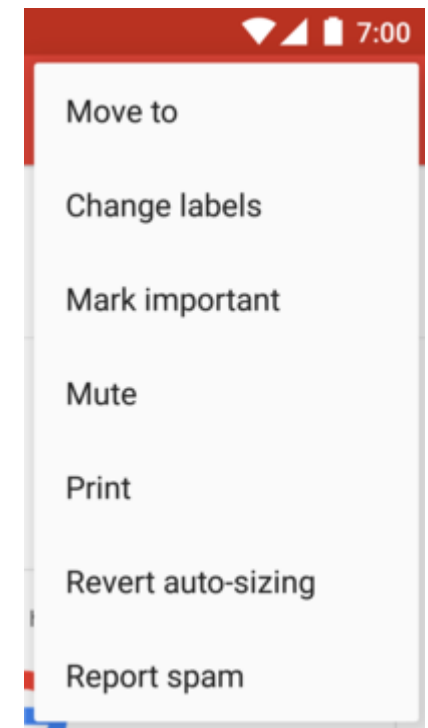 7:00
Move to
Change labels
Mark important
Mute
Print
Revert auto-sizing
Report spam